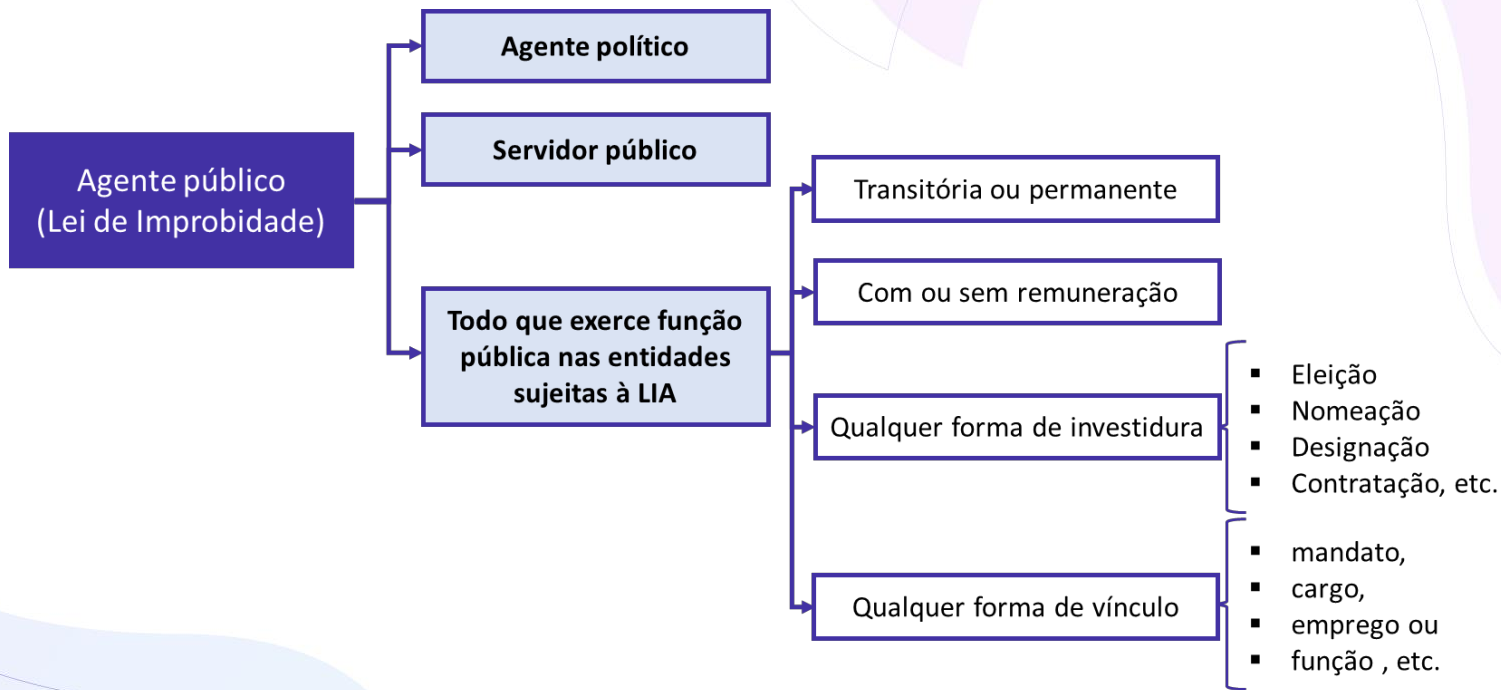 Agente público
(Lei de Improbidade)
Agente político
Servidor público
Todo que exerce função
pública nas entidades
sujeitas à LIA
Transitória ou permanente
Com ou sem remuneração
Qualquer forma de investidura
▪ Eleição
▪ Nomeação
▪ Designação
▪ Contratação, etc.
Qualquer forma de vínculo
▪ mandato,
▪ cargo,
▪ emprego ou
▪ função , etc.